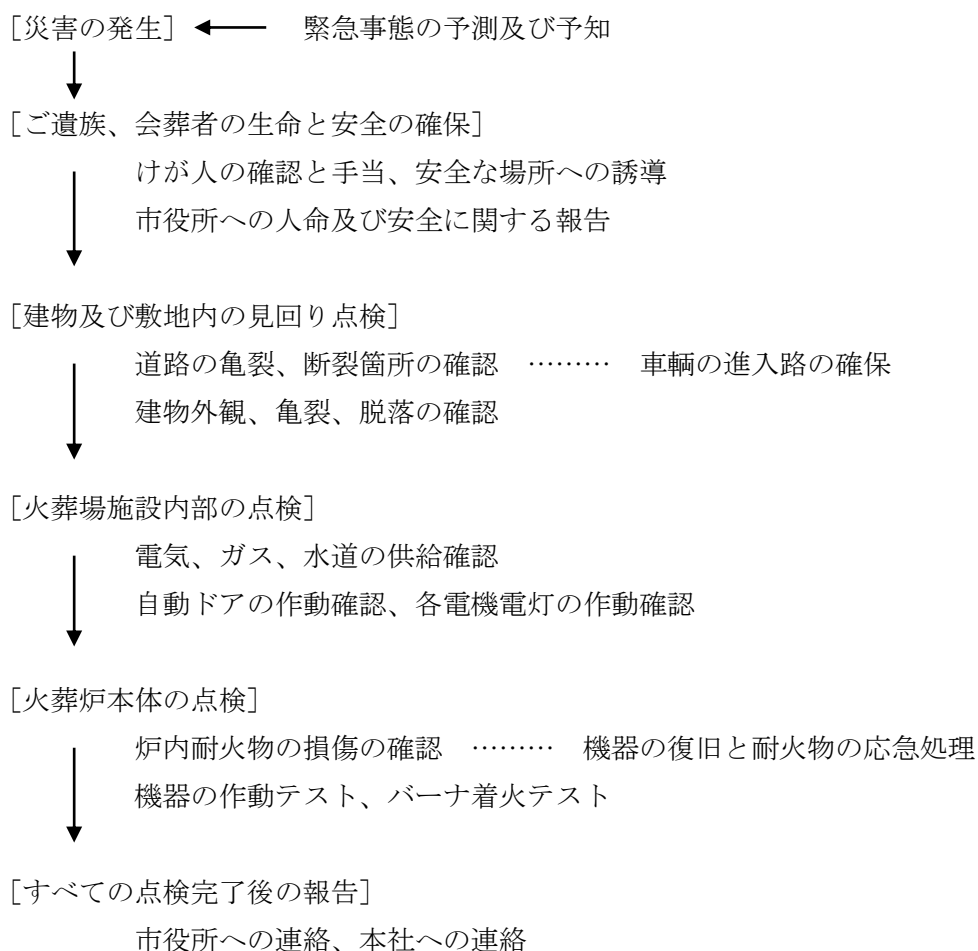 [災害の発生] 緊急事態の予測及び予知
[ご遺族、会葬者の生命と安全の確保]
けが人の確認と手当、安全な場所への誘導
市役所への人命及び安全に関する報告
[建物及び敷地内の見回り点検]
道路の亀裂、断裂箇所の確認 ……… 車輌の進入路の確保
建物外観、亀裂、脱落の確認
[火葬場施設内部の点検]
電気、ガス、水道の供給確認
自動ドアの作動確認、各電機電灯の作動確認
[火葬炉本体の点検]
炉内耐火物の損傷の確認 ……… 機器の復旧と耐火物の応急処理
機器の作動テスト、バーナ着火テスト
[すべての点検完了後の報告]
市役所への連絡、本社への連絡